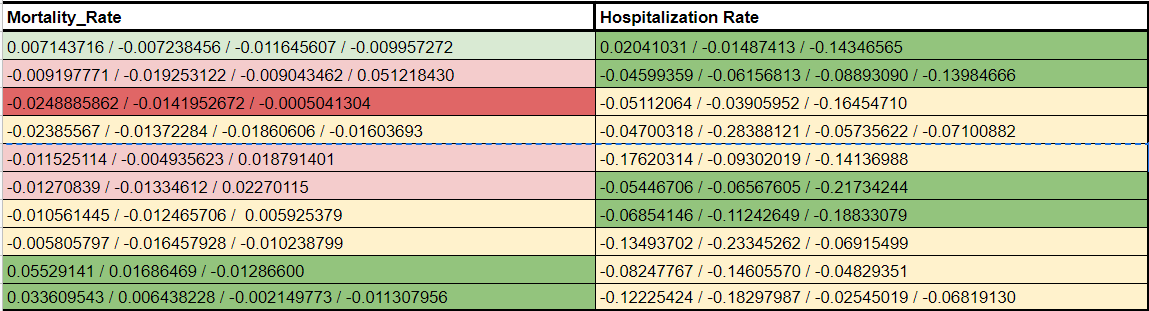 Mortality_Rate Hospitalization Rate
0.007143716 / -0.007238456 / -0.011645607 / -0.009957272 0.02041031 / -0.01487413 / -0.14346565
-0.009197771 / -0.019253122 / -0.009043462 / 0.051218430 -0.04599359 / -0.06156813 / -0.08893090 / -0.13984666
-0.0248885862 / -0.0141952672 / -0.0005041304 -0.05112064 / -0.03905952 / -0.16454710
-0.02385567 / -0.01372284 / -0.01860606 / -0.01603693 -0.04700318 / -0.28388121 / -0.05735622 / -0.07100882
-0.011525114 / -0.004935623 / 0.018791401 -0.17620314 / -0.09302019 / -0.14136988
-0.01270839 / -0.01334612 / 0.02270115 -0.05446706 / -0.06567605 / -0.21734244
-0.010561445 / -0.012465706 /  0.005925379 -0.06854146 / -0.11242649 / -0.18833079
-0.005805797 / -0.016457928 / -0.010238799 -0.13493702 / -0.23345262 / -0.06915499
0.05529141 / 0.01686469 / -0.01286600 -0.08247767 / -0.14605570 / -0.04829351
0.033609543 / 0.006438228 / -0.002149773 / -0.011307956 -0.12225424 / -0.18297987 / -0.02545019 / -0.06819130